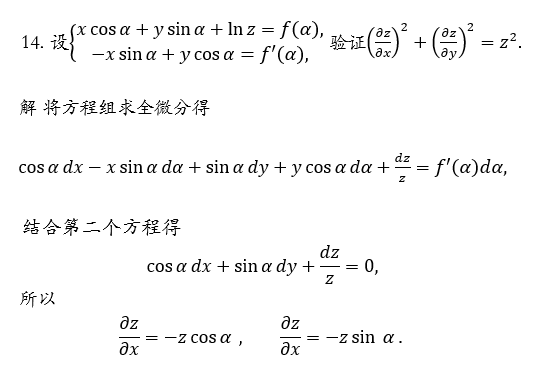 14. 设{x cos α + y sin α + ln z = f(α), −x sin α + y cos α = f′(α), 验证(∂z/∂x)² + (∂z/∂y)² = z².
解 将方程组求全微分得
cos α dx − x sin α dα + sin α dy + y cos α dα + dz/z = f′(α)dα,
结合第二个方程得
cos α dx + sin α dy + dz/z = 0,
所以
∂z/∂x = −z cos α , ∂z/∂x = −z sin α .